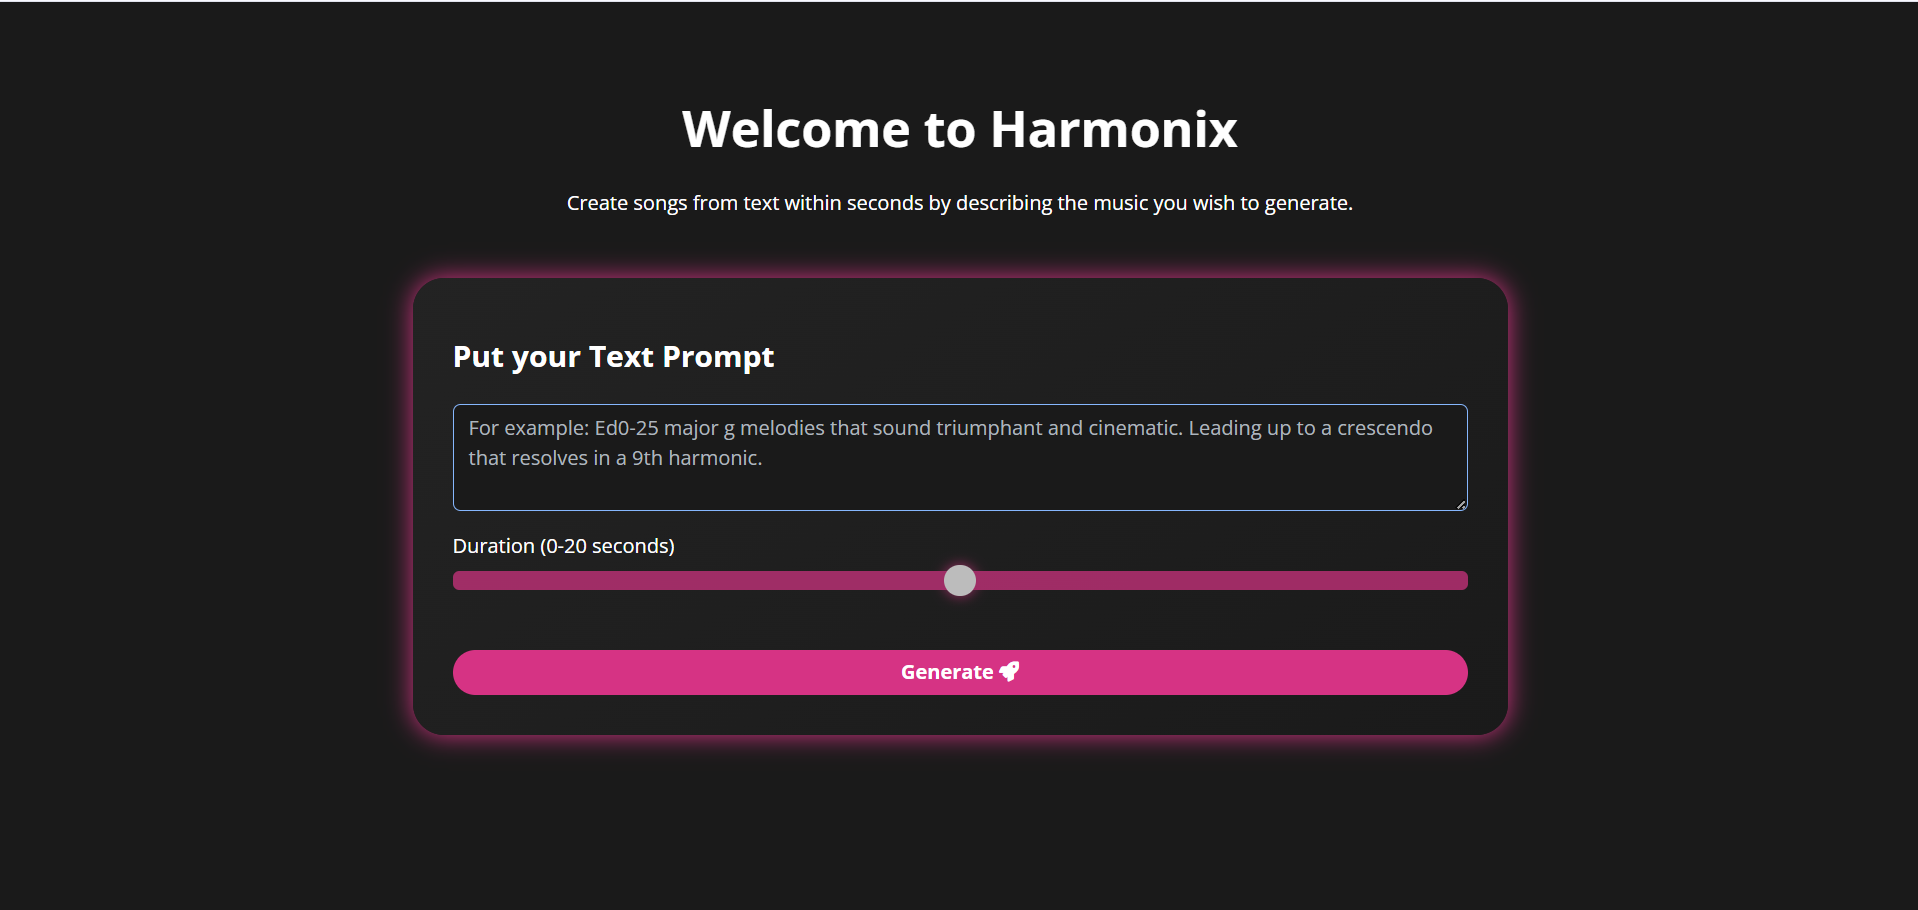 Welcome to Harmonix
Create songs from text within seconds by describing the music you wish to generate.
Put your Text Prompt
For example: Ed0-25 major g melodies that sound triumphant and cinematic. Leading up to a crescendo
that resolves in a 9th harmonic.
Duration (0-20 seconds)
Generate